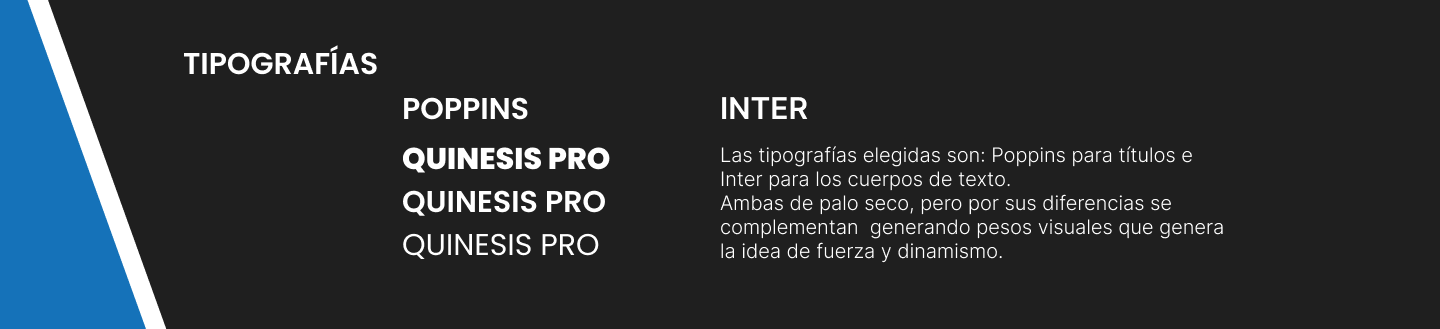 TIPOGRAFÍAS
POPPINS
QUINESIS PRO
QUINESIS PRO
QUINESIS PRO
INTER
Las tipografías elegidas son: Poppins para títulos e
Inter para los cuerpos de texto.
Ambas de palo seco, pero por sus diferencias se
complementan  generando pesos visuales que genera
la idea de fuerza y dinamismo.